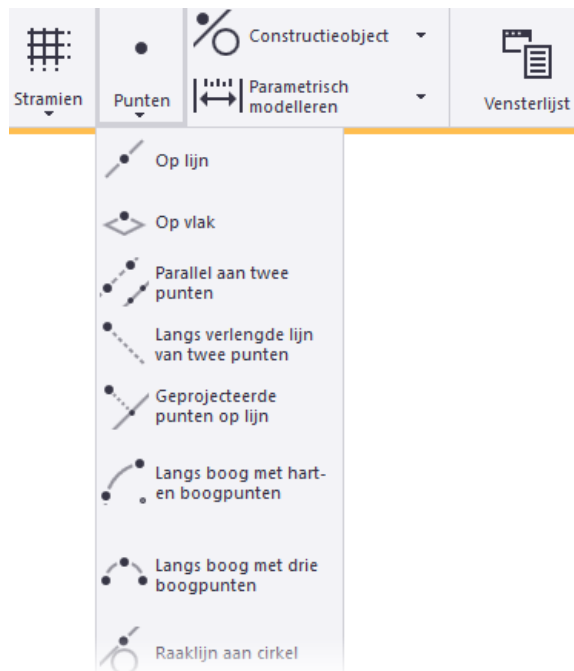 Stramien
Punten
Constructieobject
Parametrisch
modelleren
Vensterlijst
Op lijn
Op vlak
Parallel aan twee
punten
Langs verlengde lijn
van twee punten
Geprojecteerde
punten op lijn
Langs boog met hart-
en boogpunten
Langs boog met drie
boogpunten
Raaklijn aan cirkel